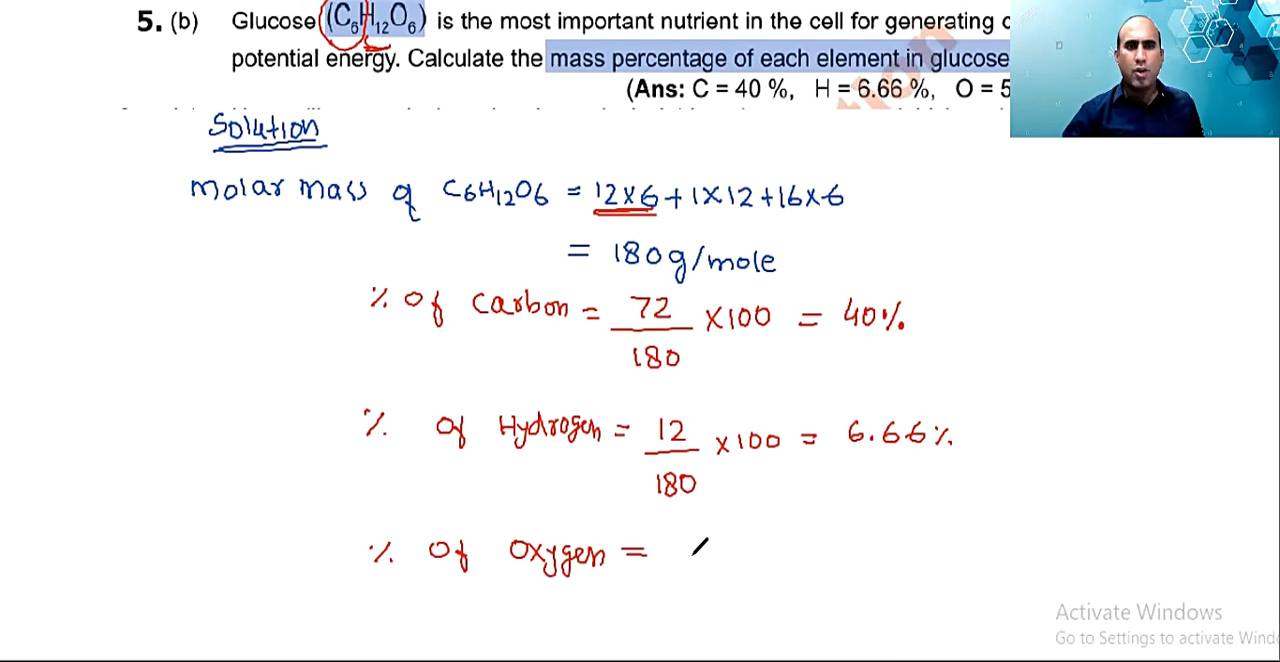 5. (b) Glucose (C6H12O6) is the most important nutrient in the cell for generating c
potential energy. Calculate the mass percentage of each element in glucose
(Ans: C = 40 %, H = 6.66 %, O = 5
Solution
Molar mass of C6H12O6 = 12×6+1×12+16×6
= 180g/mole
% of Carbon = 72/180 ×100 = 40%
% of Hydrogen = 12/180 ×100 = 6.66%
% of Oxygen =
Activate Windows
Go to Settings to activate Wind